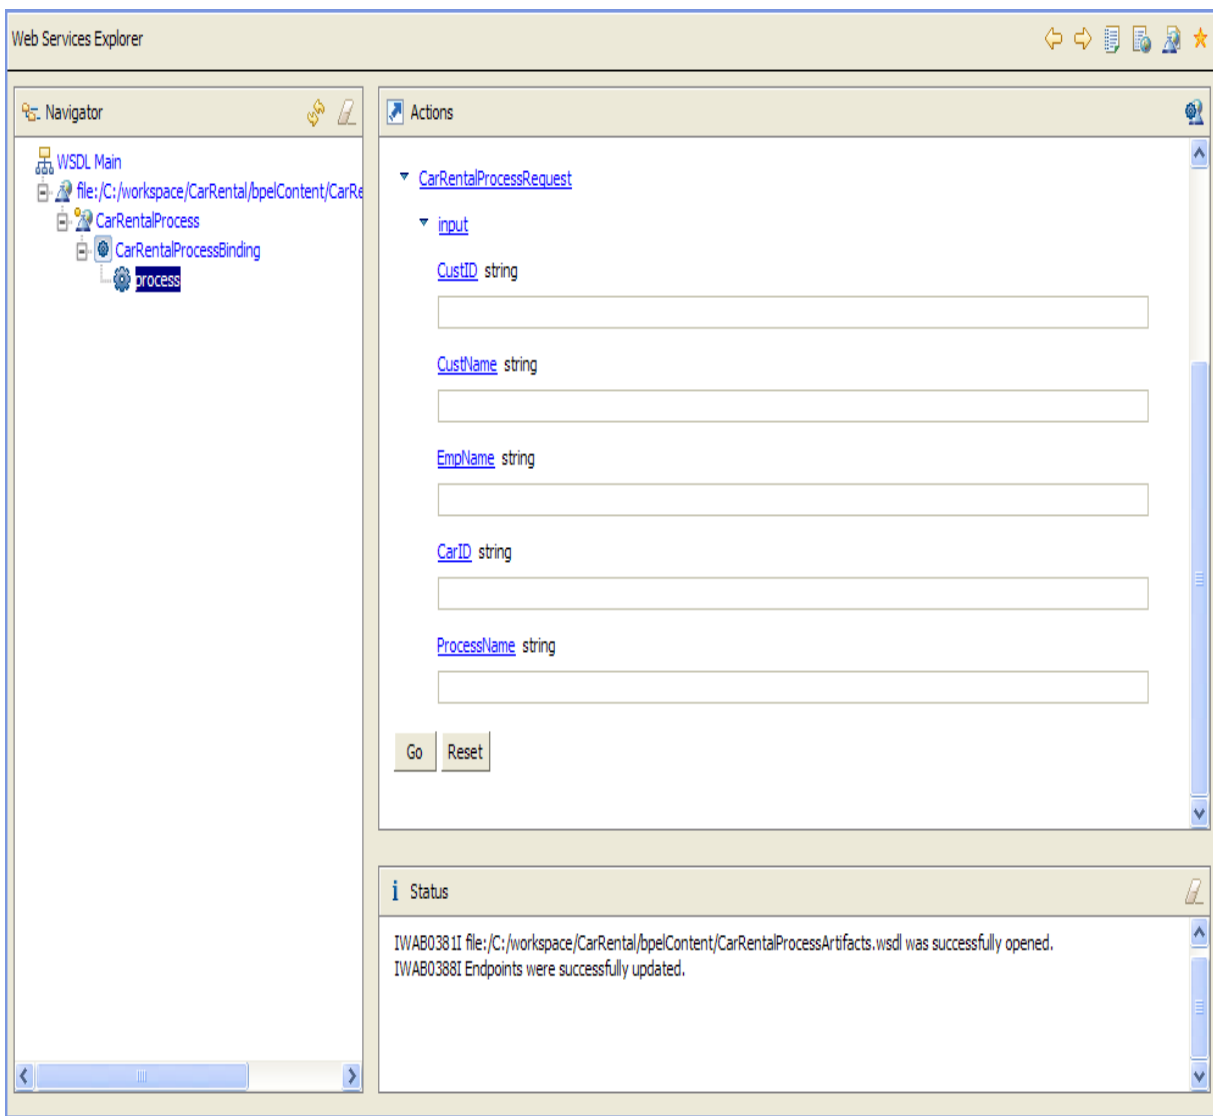 Web Services Explorer
Navigator
WSDL Main
file:/C:/workspace/CarRental/bpelContent/CarRe
CarRentalProcess
CarRentalProcessBinding
process
Actions
CarRentalProcessRequest
input
CustID string
CustName string
EmpName string
CarID string
ProcessName string
Go Reset
i Status
IWAB0381I file:/C:/workspace/CarRental/bpelContent/CarRentalProcessArtifacts.wsdl was successfully opened.
IWAB0388I Endpoints were successfully updated.